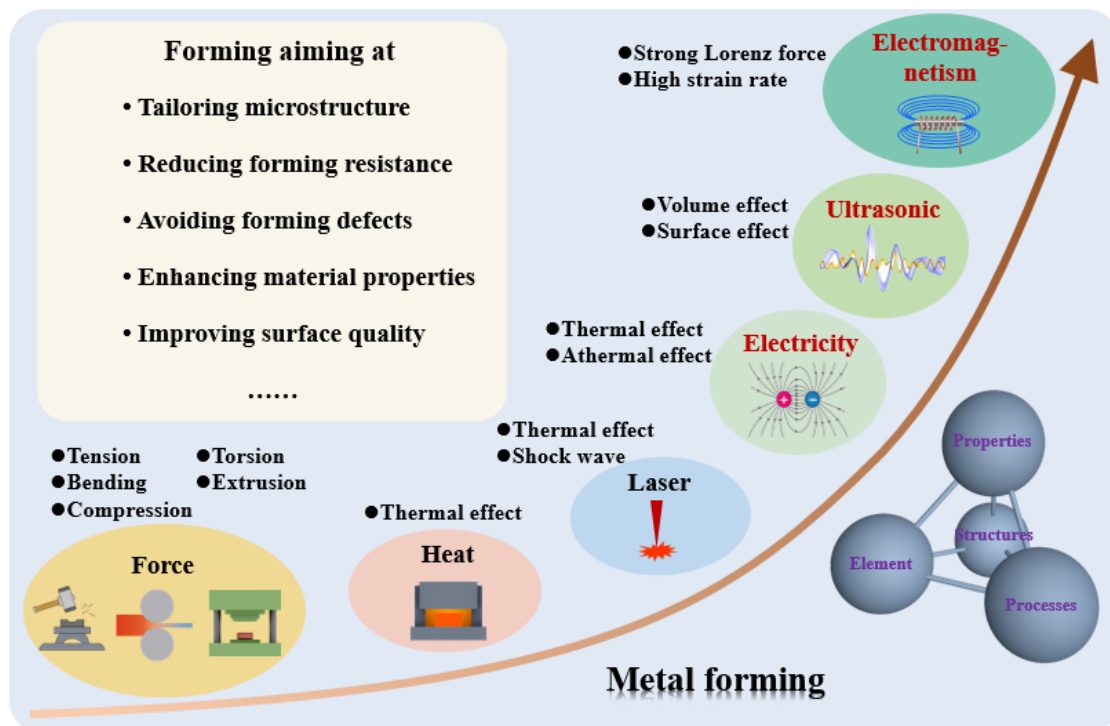 Forming aiming at
• Tailoring microstructure
• Reducing forming resistance
• Avoiding forming defects
• Enhancing material properties
• Improving surface quality
......
●Strong Lorenz force
●High strain rate
Electromag-
netism
●Volume effect
●Surface effect
Ultrasonic
●Thermal effect
●Athermal effect
Electricity
+ −
●Thermal effect
●Shock wave
Laser
●Thermal effect
Heat
●Tension ●Torsion
●Bending ●Extrusion
●Compression
Force
Properties
Structures
Element
Processes
Metal forming